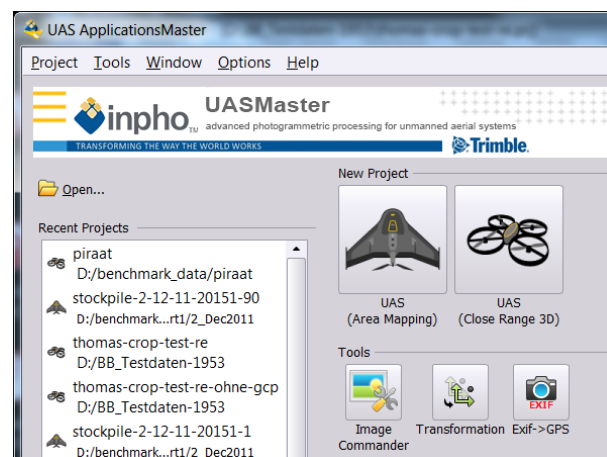 UAS ApplicationsMaster
Project Tools Window Options Help
inpho TM UASMaster
advanced photogrammetric processing for unmanned aerial systems
TRANSFORMING THE WAY THE WORLD WORKS
Trimble.
Open...
Recent Projects
piraat
D:/benchmark_data/piraat
stockpile-2-12-11-20151-90
D:/benchmark...rt1/2_Dec2011
thomas-crop-test-re
D:/BB_Testdaten-1953
thomas-crop-test-re-ohne-gcp
D:/BB_Testdaten-1953
stockpile-2-12-11-20151-1
D:/benchmark...rt1/2_Dec2011
New Project
UAS
(Area Mapping)
UAS
(Close Range 3D)
Tools
EXIF
Image
Commander
Transformation
Exif->GPS